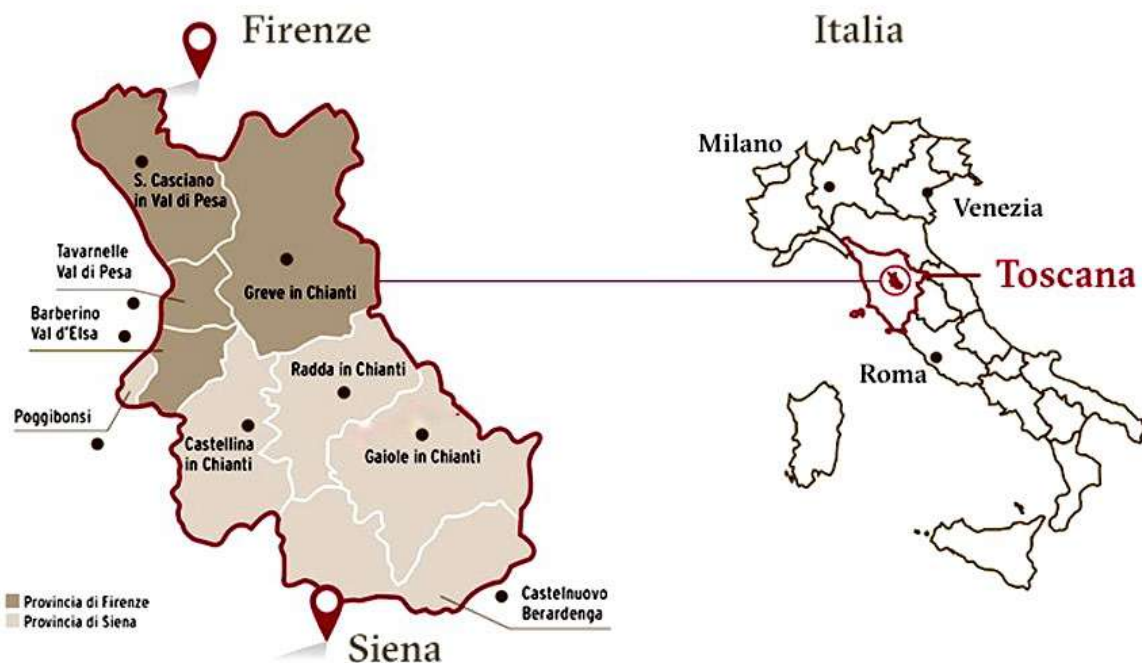 Firenze
S. Casciano
in Val di Pesa
Tavarnelle
Val di Pesa
Greve in Chianti
Barberino
Val d'Elsa
Radda in Chianti
Poggibonsi
Castellina
in Chianti
Gaiole in Chianti
Castelnuovo
Berardenga
Provincia di Firenze
Provincia di Siena
Siena
Italia
Milano
Venezia
Toscana
Roma